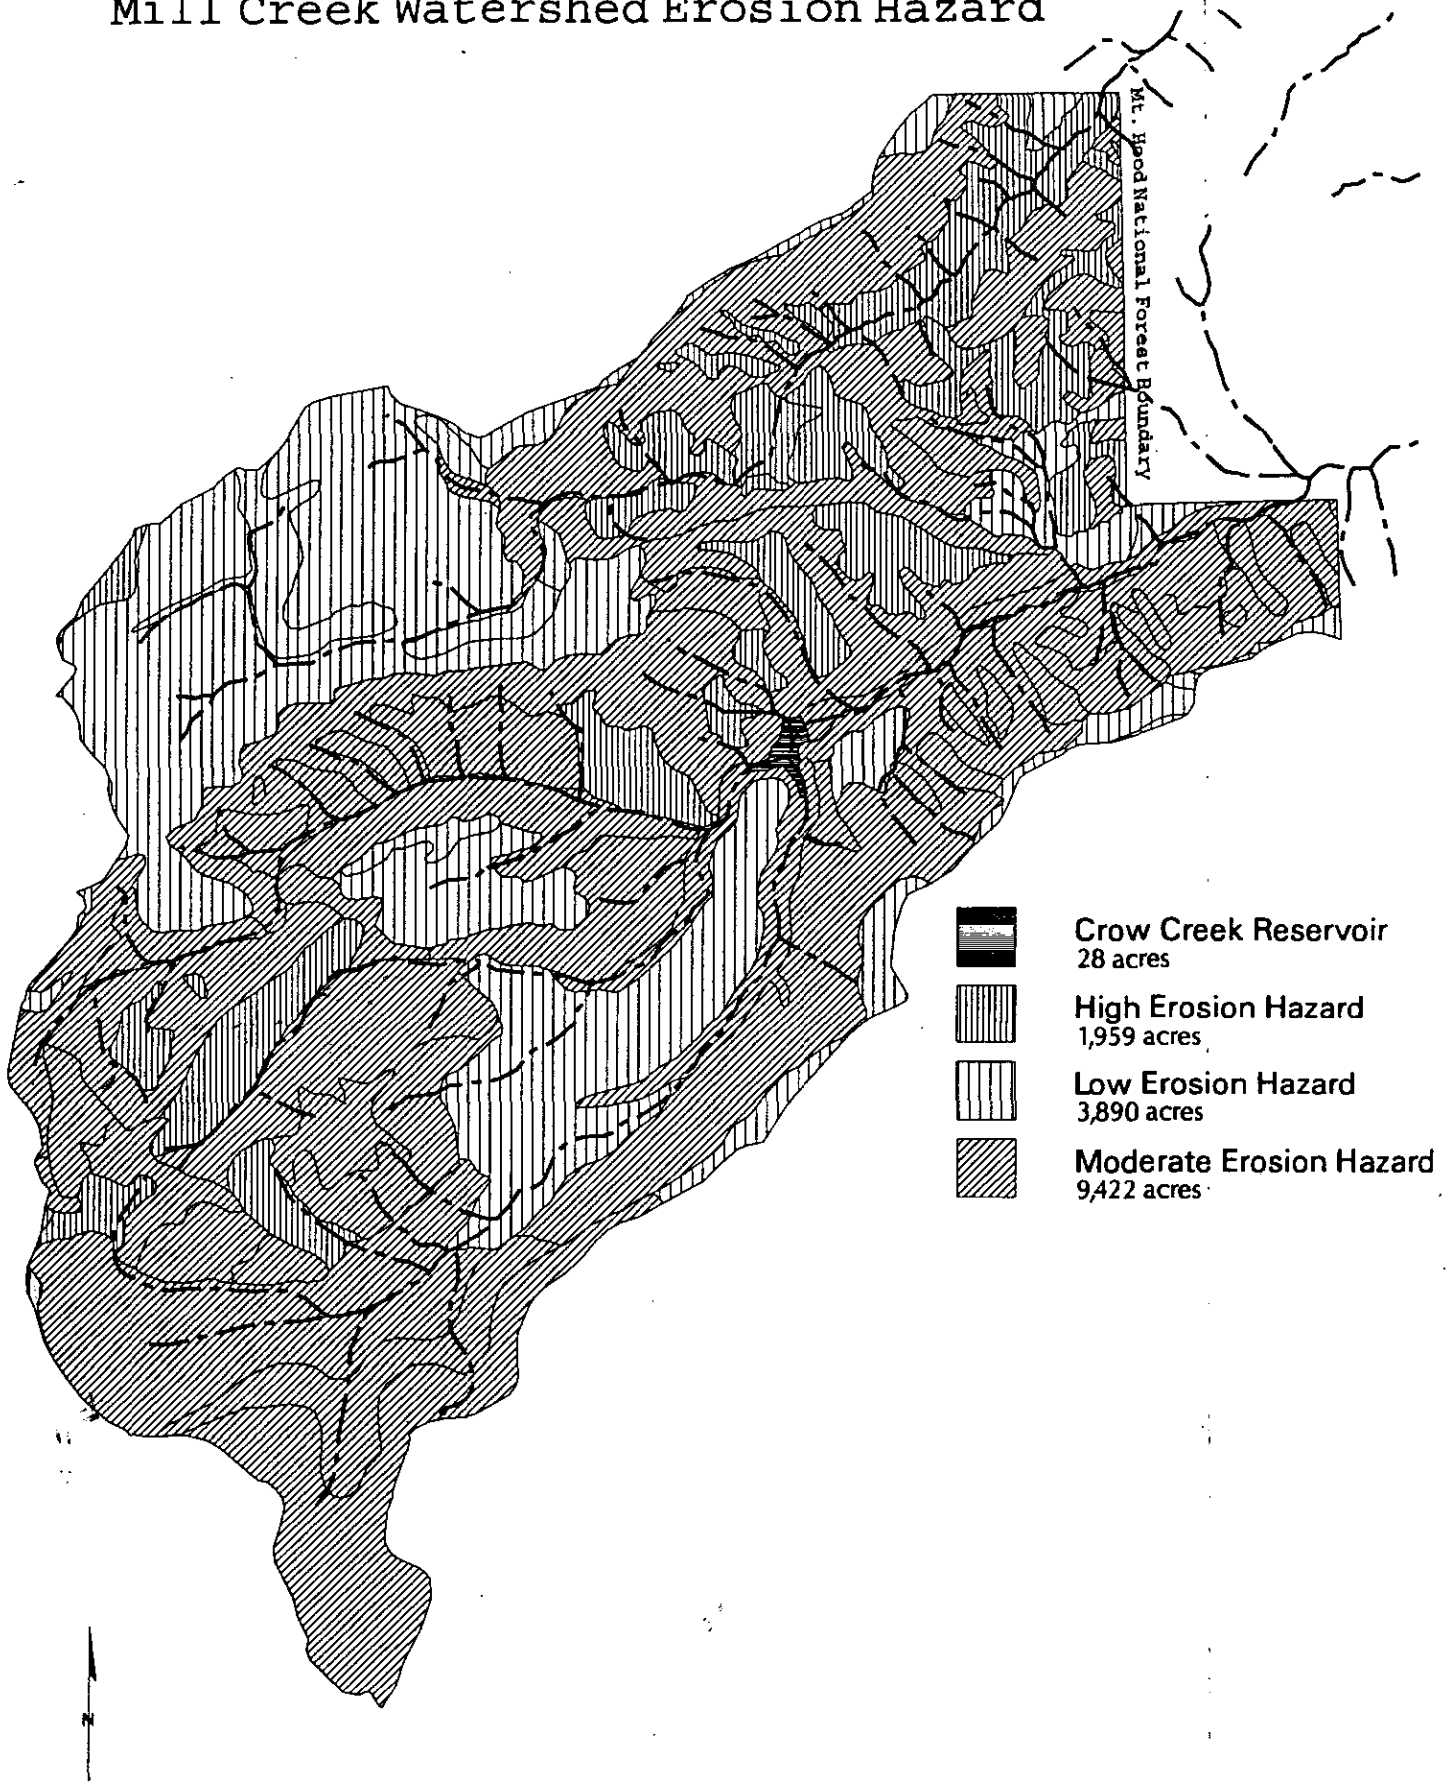 Mill Creek Watershed Erosion Hazard
Mt. Hood National Forest Boundary
Crow Creek Reservoir
28 acres
High Erosion Hazard
1,959 acres
Low Erosion Hazard
3,890 acres
Moderate Erosion Hazard
9,422 acres
N